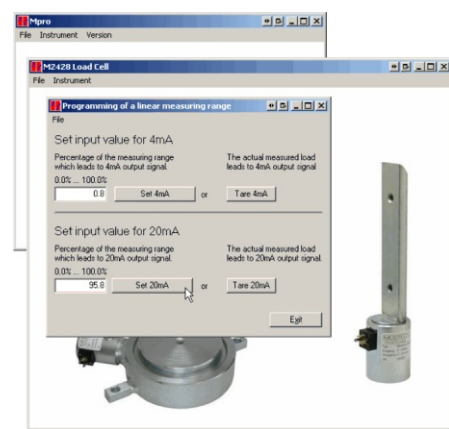 Mpro
File Instrument Version
M2428 Load Cell
File Instrument
Programming of a linear measuring range
File
Set input value for 4mA
Percentage of the measuring range
which leads to 4mA output signal.
0.0% ... 100.0%
The actual measured load
leads to 4mA output signal
0.8 Set 4mA or Tare 4mA
Set input value for 20mA
Percentage of the measuring range
which leads to 20mA output signal.
0.0% ... 100.0%
The actual measured load
leads to 20mA output signal.
95.8 Set 20mA or Tare 20mA
Exit